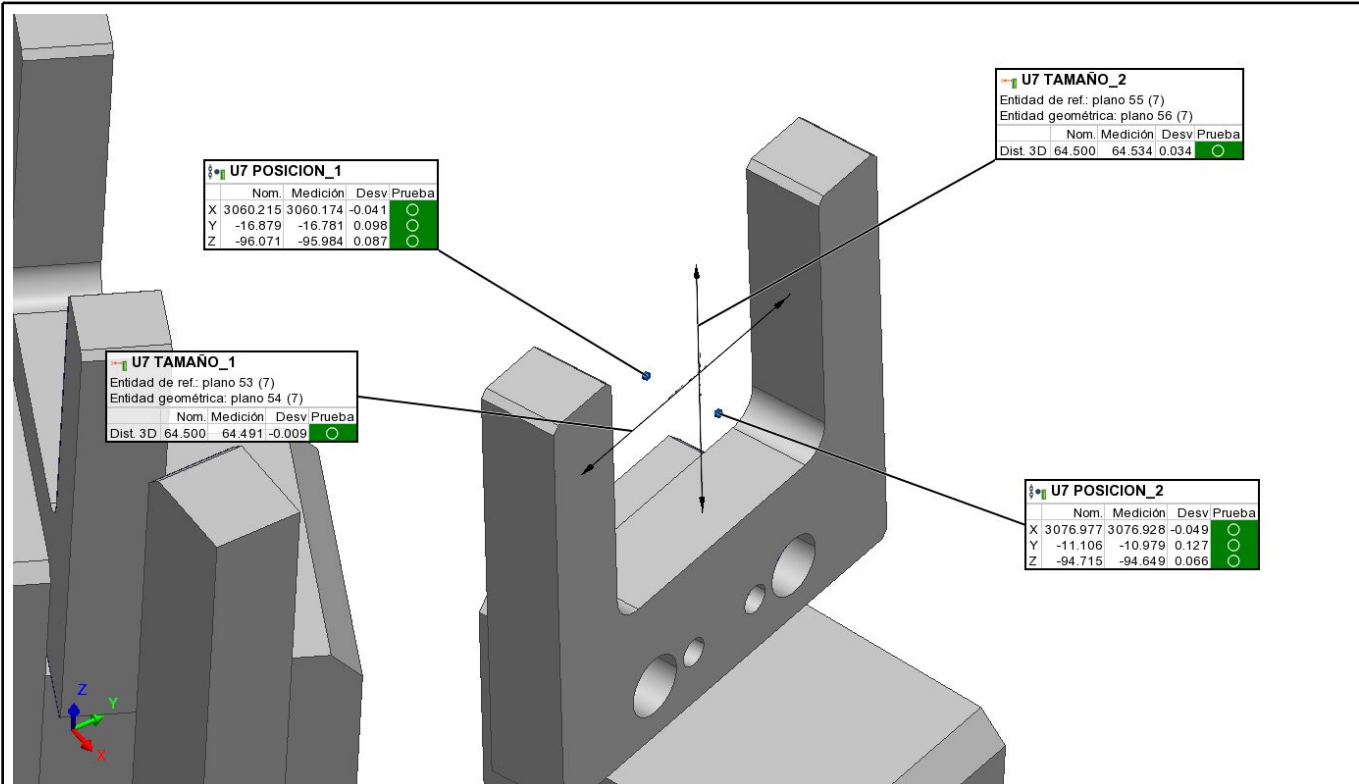 U7 POSICION_1
Nom. Medición Desv Prueba
X 3060.215 3060.174 -0.041
Y -16.879 -16.781 0.098
Z -96.071 -95.984 0.087
U7 TAMAÑO_2
Entidad de ref.: plano 55 (7)
Entidad geométrica: plano 56 (7)
Nom. Medición Desv Prueba
Dist. 3D 64.500 64.534 0.034
U7 TAMAÑO_1
Entidad de ref.: plano 53 (7)
Entidad geométrica: plano 54 (7)
Nom. Medición Desv Prueba
Dist. 3D 64.500 64.491 -0.009
U7 POSICION_2
Nom. Medición Desv Prueba
X 3076.977 3076.928 -0.049
Y -11.106 -10.979 0.127
Z -94.715 -94.649 0.066
Z
Y
X